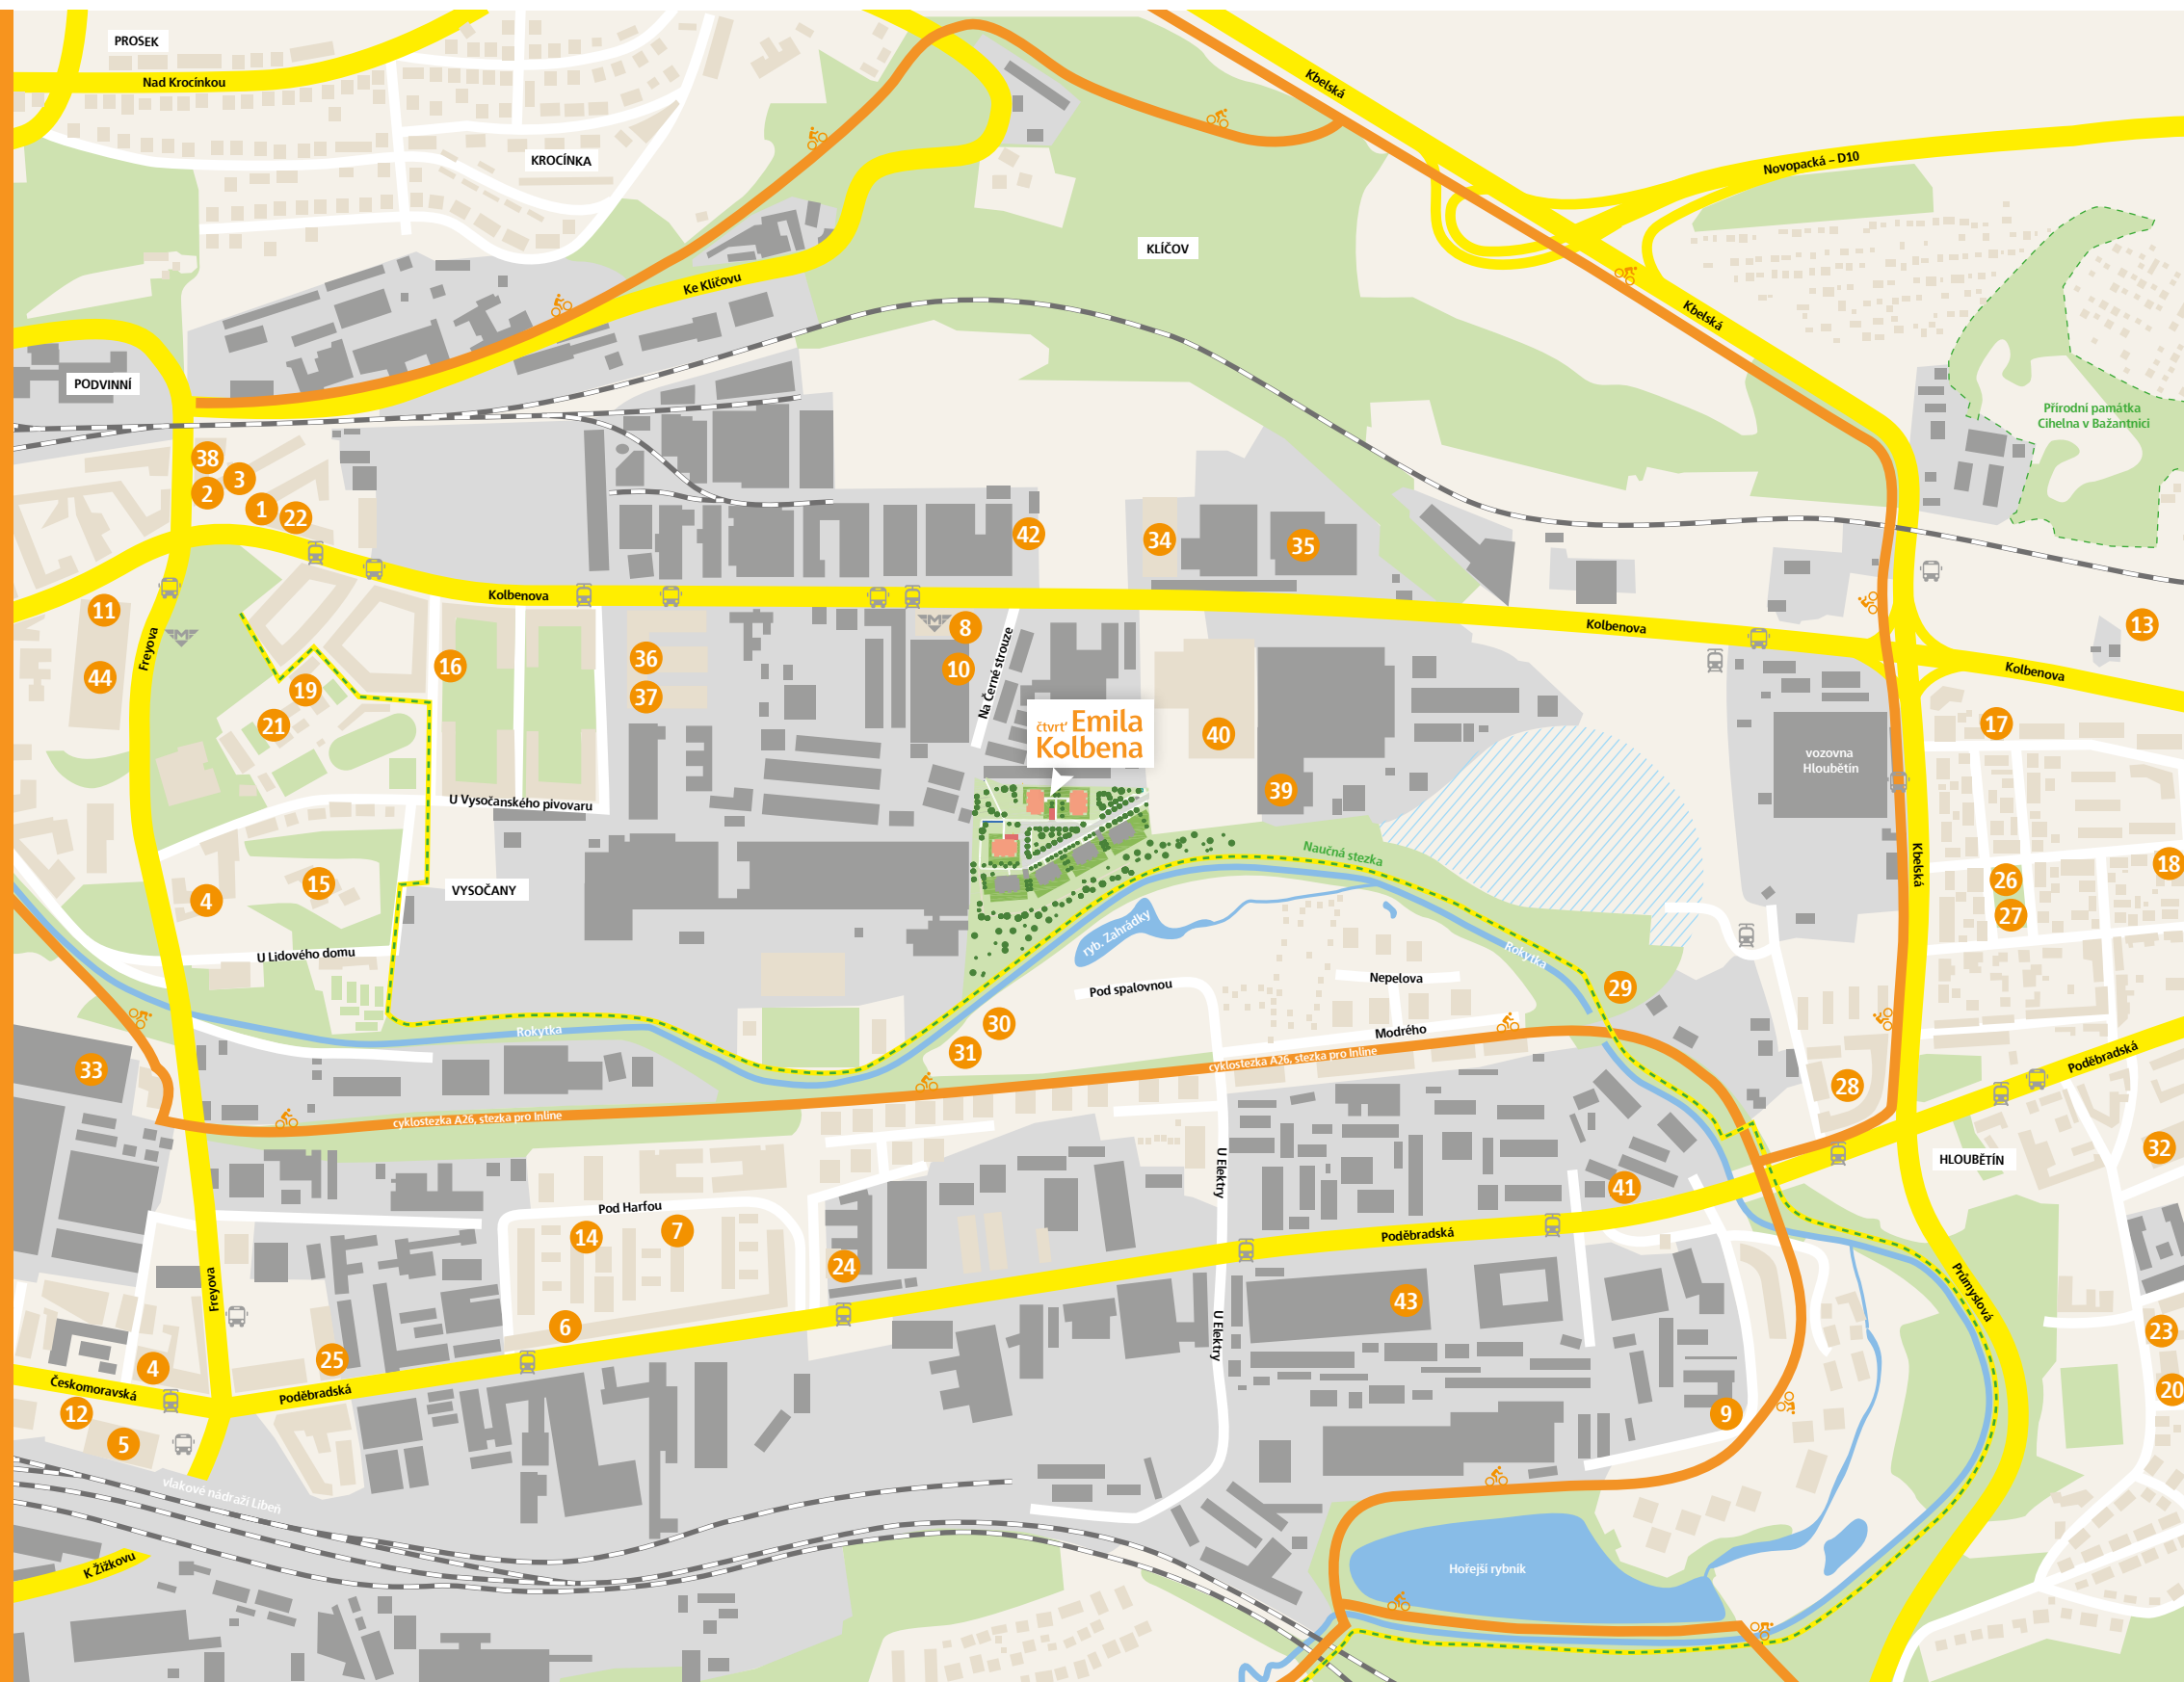 PROSEK
Nad Krocínkou
Kbelská
KROCÍNKA
Novopacká – D10
KLÍČOV
Ke Klíčovu
Kbelská
PODVINNÍ
Přírodní památka
Cihelna v Bažantnici
38
3
2
1
22
42
34
35
Kolbenova
11
8
Kolbenova
13
Freyova
16
36
10
Na Černé strouze
Kolbenova
44
19
37
21
čtvrť Emila
Kolbena
40
17
vozovna
Hloubětín
39
U Vysočanského pivovaru
Naučná stezka
Kbelská
18
15
VYSOČANY
4
26
27
ryb. Zahrádky
Rokytka
U Lidového domu
Pod spalovnou
Nepelova
29
Rokytka
30
Modrého
31
cyklostezka A26, stezka pro Inline
Poděbradská
33
28
cyklostezka A26, stezka pro Inline
32
HLOUBĚTÍN
U Elektry
41
Pod Harfou
14
7
Poděbradská
24
Freyova
Průmyslová
43
6
U Elektry
23
25
4
Českomoravská
Poděbradská
20
12
9
5
vlakové nádraží Libeň
K Žižkovu
Hořejší rybník